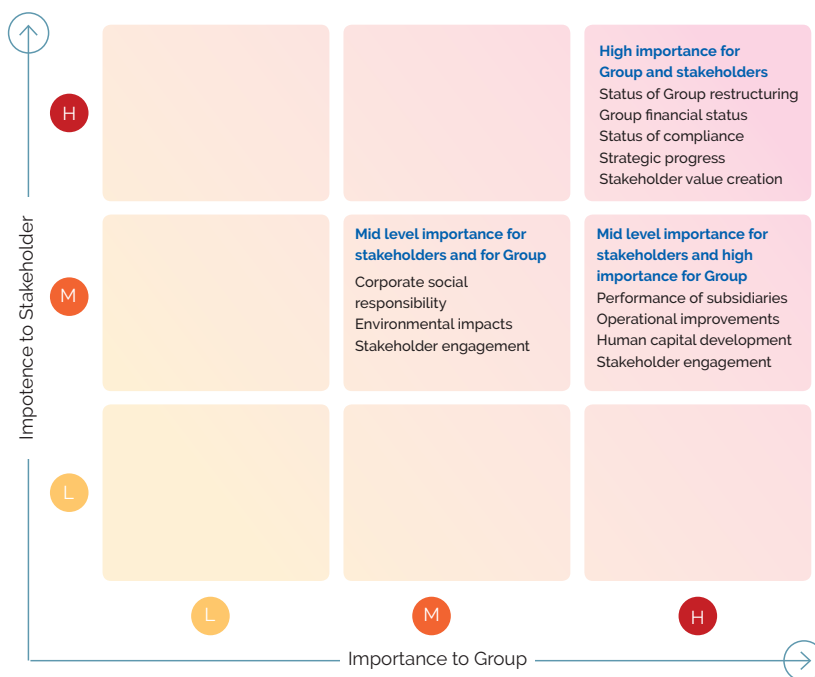 High importance for
Group and stakeholders
Status of Group restructuring
Group financial status
Status of compliance
Strategic progress
Stakeholder value creation
H
Impotence to Stakeholder
M
Mid level importance for
stakeholders and for Group
Corporate social
responsibility
Environmental impacts
Stakeholder engagement
Mid level importance for
stakeholders and high
importance for Group
Performance of subsidiaries
Operational improvements
Human capital development
Stakeholder engagement
L
L
M
H
Importance to Group